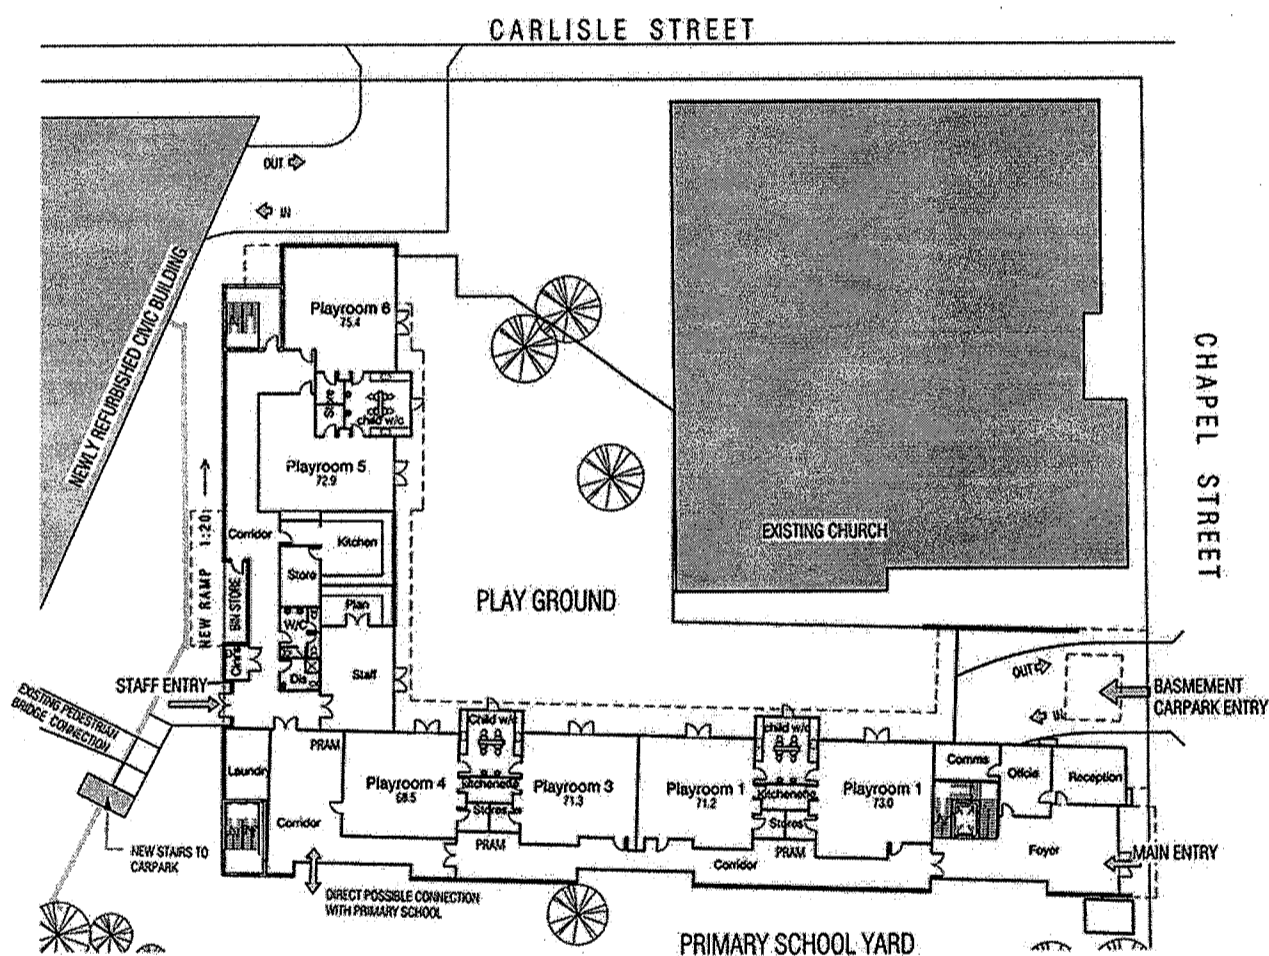 CARLISLE STREET
OUT
IN
NEWLY REFURBISHED CIVIC BUILDING
Playroom 6
75.4
Store
child w/c
CHAPEL STREET
Playroom 5
72.9
NEW RAMP 1:20
Corridor
Kitchen
EXISTING CHURCH
Store
BIN STORE
Plan
PLAY GROUND
W/C
Staff
Dis
STAFF ENTRY
OUT
IN
BASMEMENT
CARPARK ENTRY
EXISTING PEDESTRIAN
BRIDGE CONNECTION
PRAM
Child w/c
child w/c
Comms
Laundry
Playroom 4
68.5
Kitchenette
Playroom 3
71.3
Playroom 1
71.2
Kitchenette
Playroom 1
73.0
Office
Reception
Stores
Stores
Corridor
PRAM
PRAM
Corridor
Foyer
MAIN ENTRY
NEW STAIRS TO
CARPARK
DIRECT POSSIBLE CONNECTION
WITH PRIMARY SCHOOL
PRIMARY SCHOOL YARD